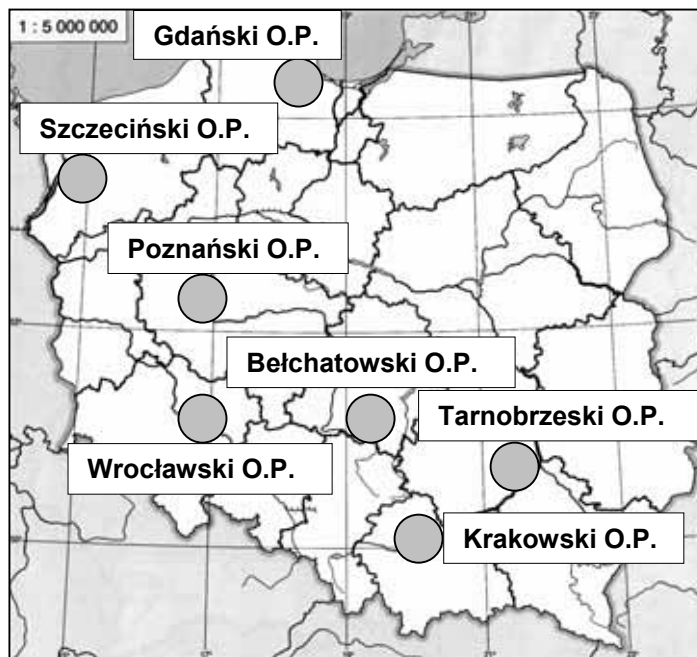 1 : 5 000 000
Gdański O.P.
Szczeciński O.P.
Poznański O.P.
Bełchatowski O.P.
Tarnobrzeski O.P.
Wrocławski O.P.
Krakowski O.P.